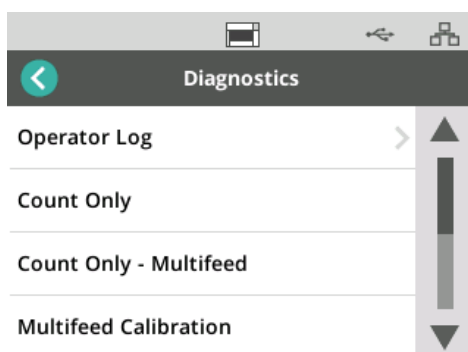 Diagnostics
Operator Log
Count Only
Count Only - Multifeed
Multifeed Calibration